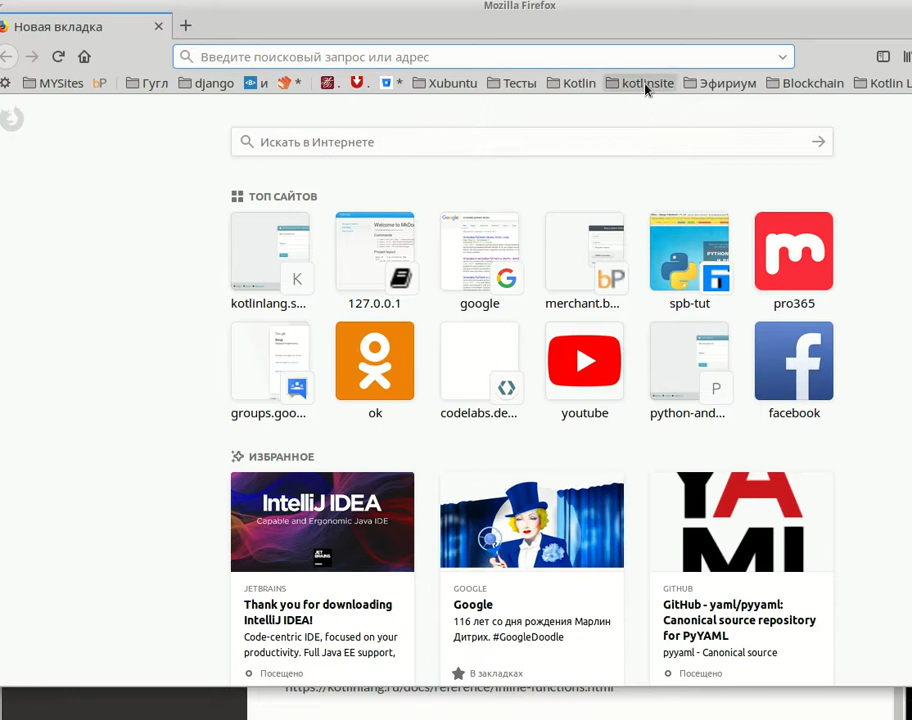 Mozilla Firefox
Новая вкладка
Введите поисковый запрос или адрес
MYSites bP Гугл django и * . . * Xubuntu Тесты Kotlin kotlinsite Эфириум Blockchain Kotlin L
Искать в Интернете
ТОП САЙТОВ
K
bP
kotlinlang.s... 127.0.0.1 google merchant.b... spb-tut pro365
P
groups.goo... ok codelabs.de... youtube python-and... facebook
ИЗБРАННОЕ
IntelliJ IDEA
Capable and Ergonomic Java IDE
JET BRAINS
YAML
JETBRAINS
Thank you for downloading
IntelliJ IDEA!
Code-centric IDE, focused on your
productivity. Full Java EE support,
Посещено
GOOGLE
Google
116 лет со дня рождения Марлин
Дитрих. #GoogleDoodle
В закладках
GITHUB
GitHub - yaml/pyyaml:
Canonical source repository
for PyYAML
pyyaml - Canonical source
Посещено
https://kotlinlang.ru/docs/reference/inline-functions.html